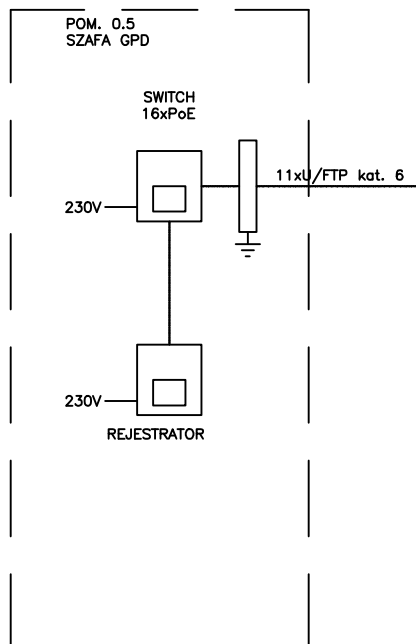 POM. 0.5
SZAFA GPD
SWITCH
16xPoE
11xU/FTP kat. 6
230V
230V
REJESTRATOR